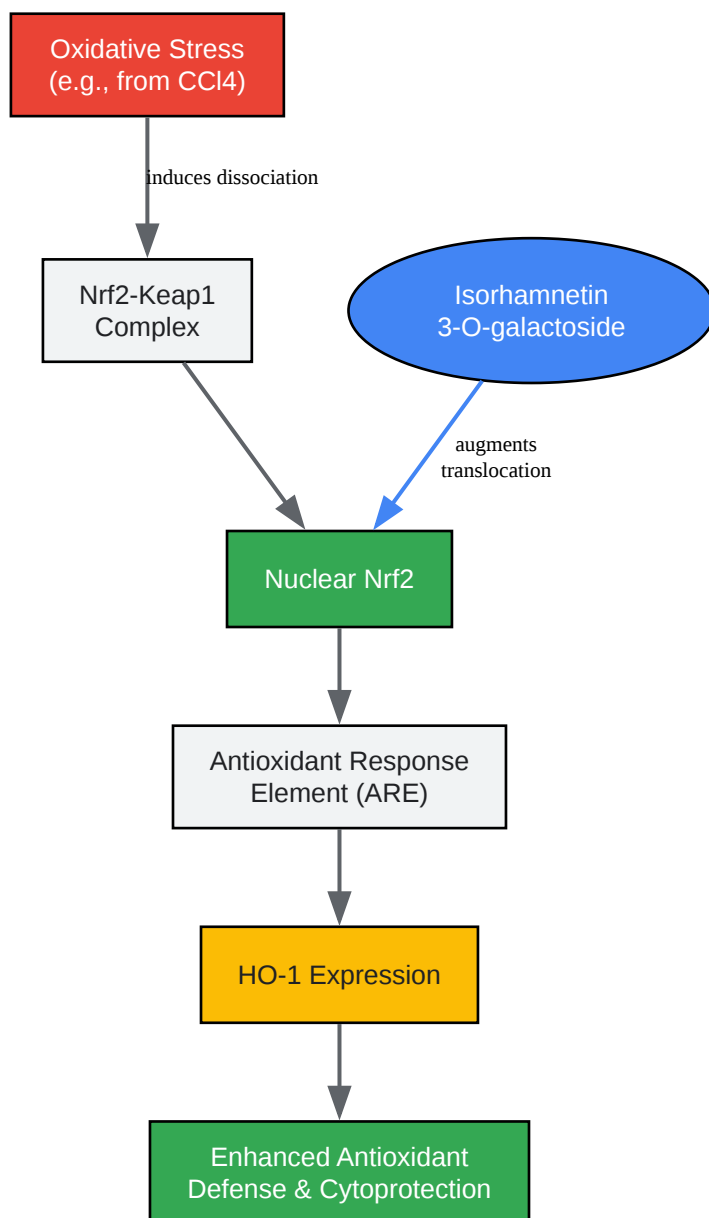 Oxidative Stress
(e.g., from CCl4)
induces dissociation
Nrf2-Keap1
Complex
Isorhamnetin
3-O-galactoside
augments
translocation
Nuclear Nrf2
Antioxidant Response
Element (ARE)
HO-1 Expression
Enhanced Antioxidant
Defense & Cytoprotection